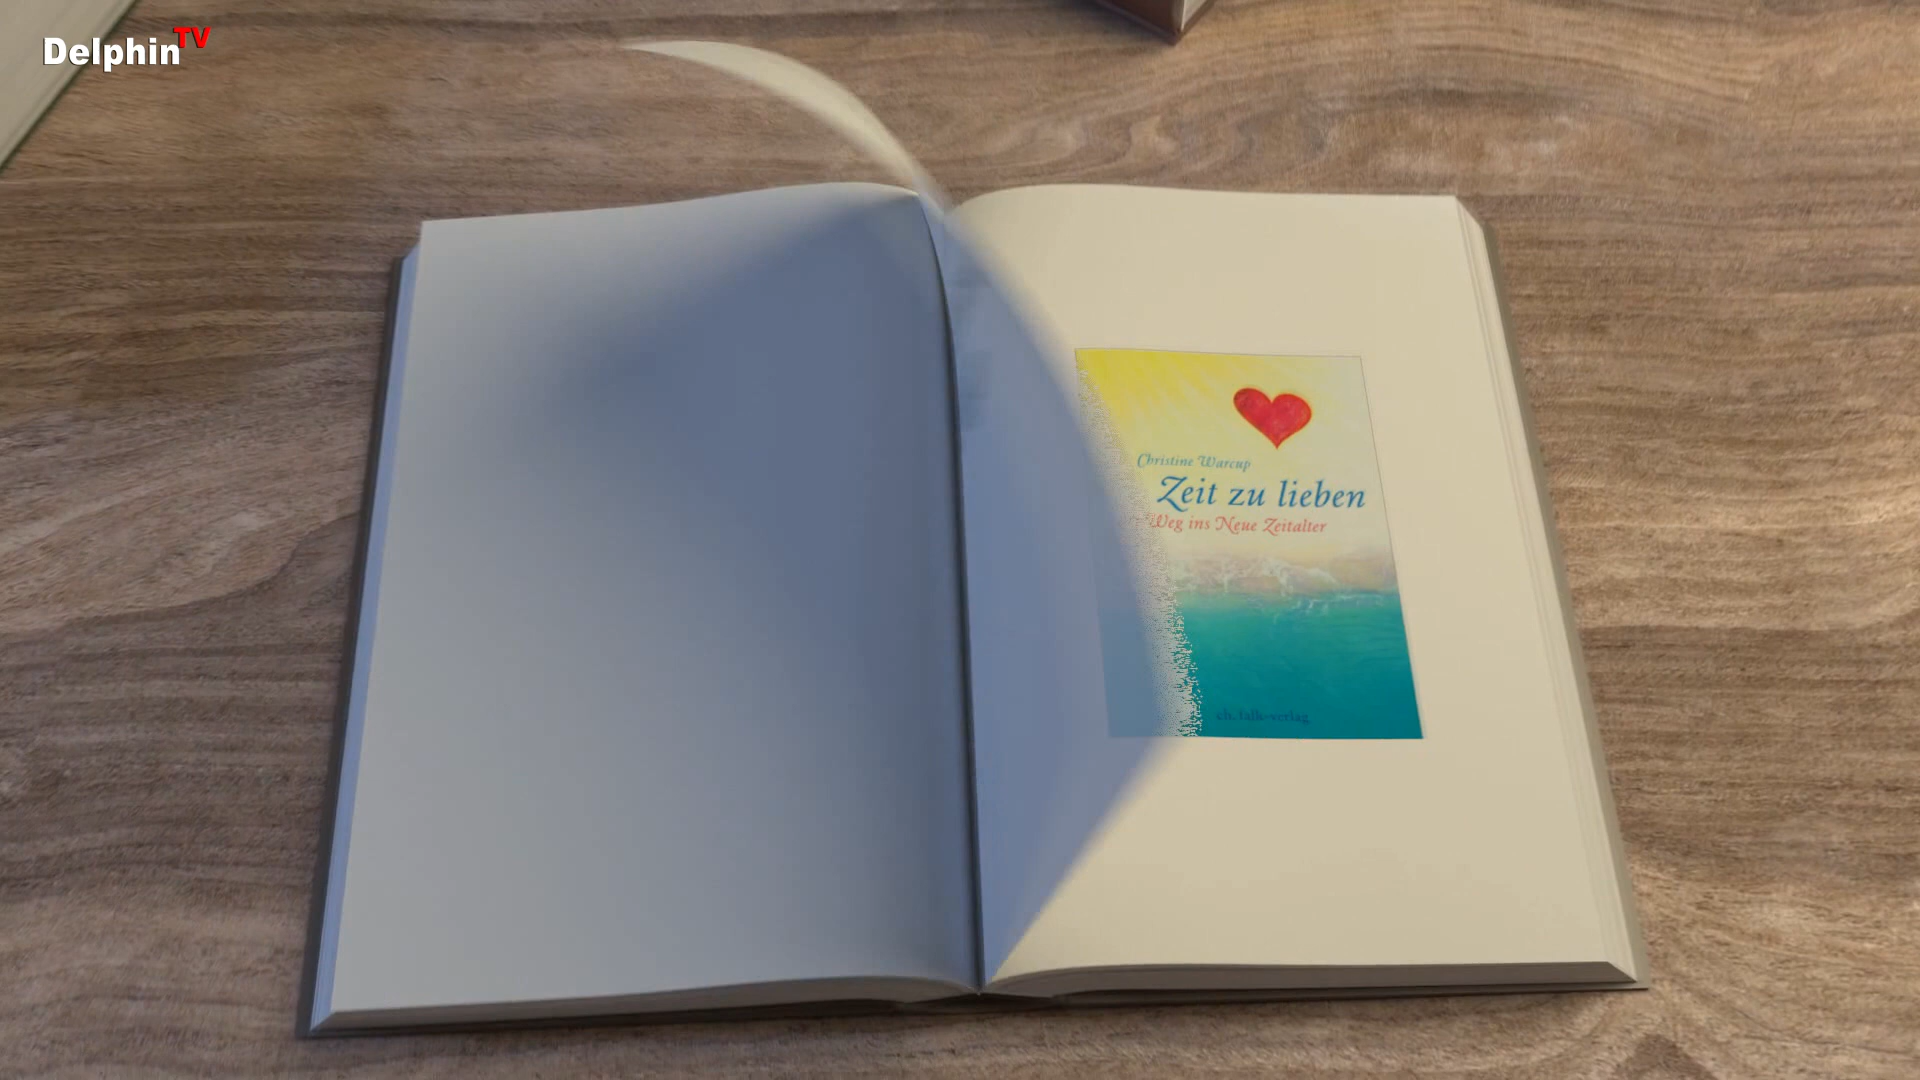 DelphinTV
Christine Warcup
Zeit zu lieben
Weg ins Neue Zeitalter
ch. falk-verlag